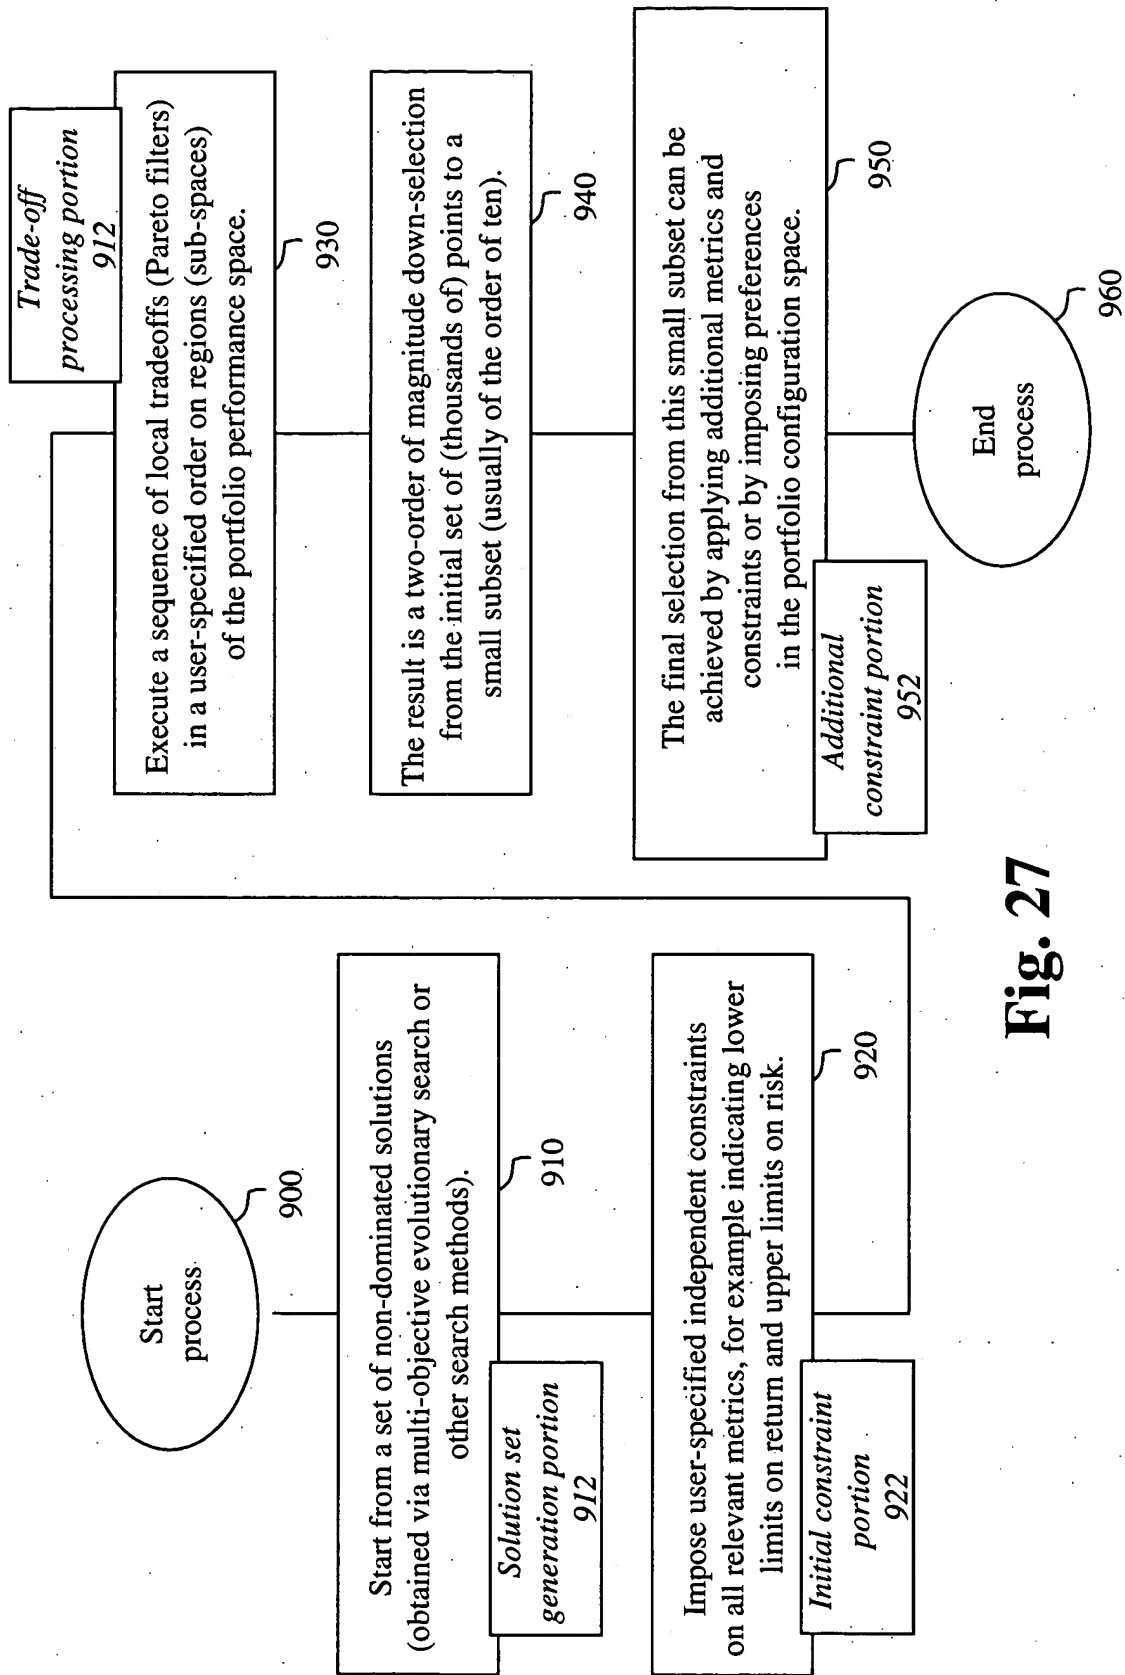 Start
process
900
Start from a set of non-dominated solutions
(obtained via multi-objective evolutionary search or
other search methods).
910
Solution set
generation portion
912
Impose user-specified independent constraints
on all relevant metrics, for example indicating lower
limits on return and upper limits on risk.
920
Initial constraint
portion
922
Trade-off
processing portion
912
Execute a sequence of local tradeoffs (Pareto filters)
in a user-specified order on regions (sub-spaces)
of the portfolio performance space.
930
The result is a two-order of magnitude down-selection
from the initial set of (thousands of) points to a
small subset (usually of the order of ten).
940
The final selection from this small subset can be
achieved by applying additional metrics and
constraints or by imposing preferences
in the portfolio configuration space.
950
Additional
constraint portion
952
End
process
960
Fig. 27